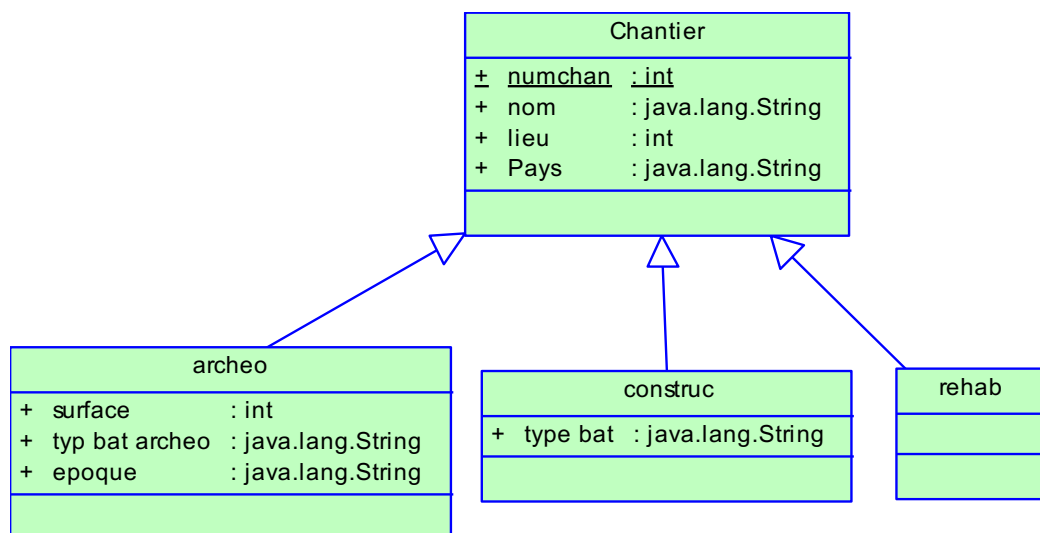 Chantier
+ numchan : int
+ nom : java.lang.String
+ lieu : int
+ Pays : java.lang.String
archeo
+ surface : int
+ typ bat archeo : java.lang.String
+ epoque : java.lang.String
construc
+ type bat : java.lang.String
rehab